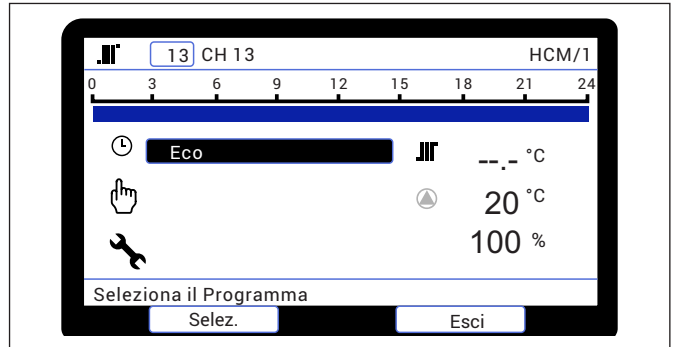 13 CH 13 HCM/1
0 3 6 9 12 15 18 21 24
Eco --.- °C
20 °C
100 %
Seleziona il Programma
Selez. Esci